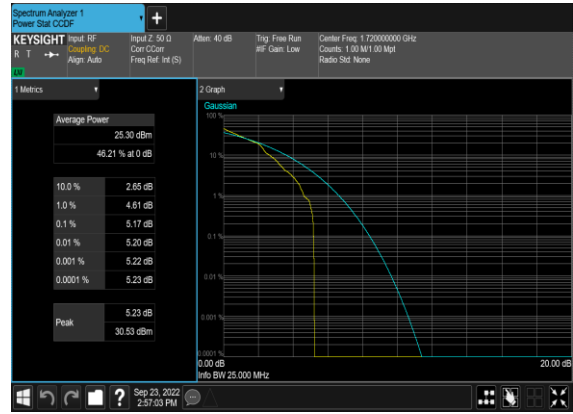 Spectrum Analyzer 1
Power Stat CCDF
+
KEYSIGHT
R T
LXI
Input: RF
Coupling: DC
Align: Auto
Input Z: 50 Ω
Corr CCorr
Freq Ref: Int (S)
Atten: 40 dB
Trig: Free Run
#IF Gain: Low
Center Freq: 1.720000000 GHz
Counts: 1.00 M/1.00 Mpt
Radio Std: None
1 Metrics
Average Power
25.30 dBm
46.21 % at 0 dB
10.0 % 2.65 dB
1.0 % 4.61 dB
0.1 % 5.17 dB
0.01 % 5.20 dB
0.001 % 5.22 dB
0.0001 % 5.23 dB
Peak
5.23 dB
30.53 dBm
2 Graph
Gaussian
100 %
10 %
1 %
0.1 %
0.01 %
0.001 %
0.0001 %
0.00 dB 20.00 dB
Info BW 25.000 MHz
?
Sep 23, 2022
2:57:03 PM